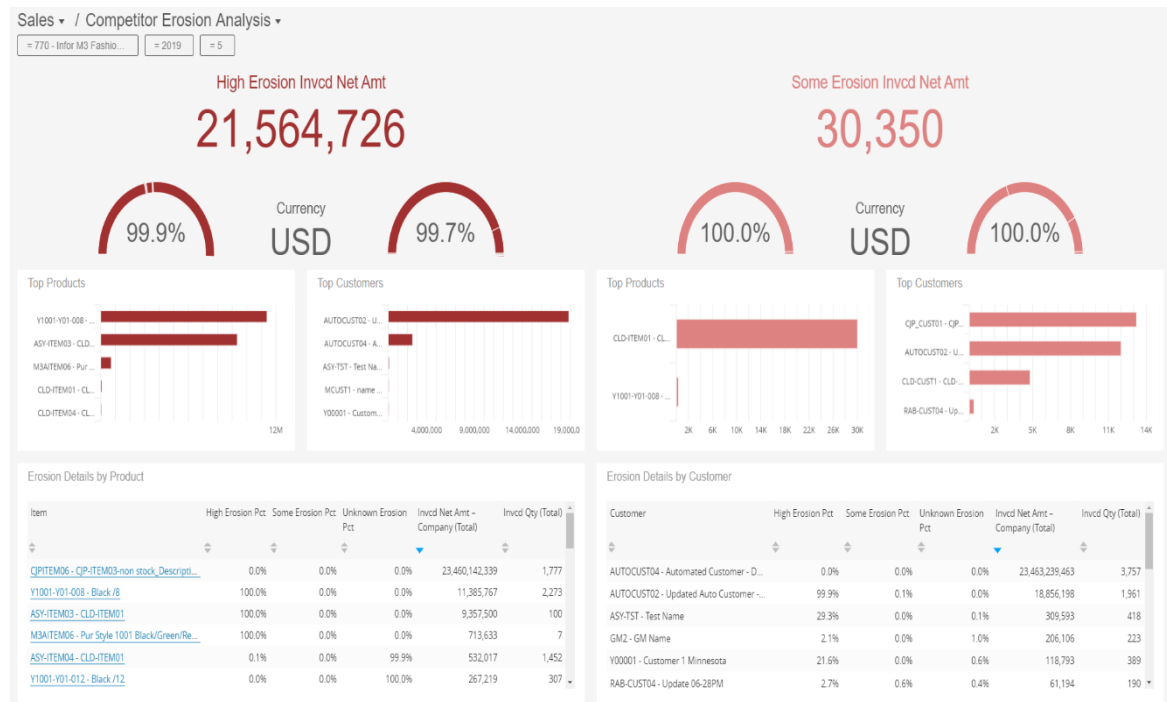 Sales / Competitor Erosion Analysis
= 770 - Infor M3 Fashio... = 2019 = 5
High Erosion Invcd Net Amt
21,564,726
99.9%
Currency
USD
99.7%
Some Erosion Invcd Net Amt
30,350
100.0%
Currency
USD
100.0%
Top Products
Y1001-Y01-008 - ...
ASY-ITEM03 - CLD...
M3AITEM06 - Pur ...
CLD-ITEM01 - CL...
CLD-ITEM04 - CL...
12M
Top Customers
AUTOCUST02 - U...
AUTOCUST04 - A...
ASY-TST - Test Na...
MCUST1 - name ...
Y00001 - Custom...
4,000,000 9,000,000 14,000,000 19,000,0
Top Products
CLD-ITEM01 - CL...
Y1001-Y01-008 - ...
2K 6K 10K 14K 18K 22K 26K 30K
Top Customers
CJP_CUST01 - CJP...
AUTOCUST02 - U...
CLD-CUST1 - CLD-...
RAB-CUST04 - Up...
2K 5K 8K 11K 14K
Erosion Details by Product
Item High Erosion Pct Some Erosion Pct Unknown Erosion Pct Invcd Net Amt – Company (Total) Invcd Qty (Total)
CJPITEM06 - CJP-ITEM03-non stock_Descripti... 0.0% 0.0% 0.0% 23,460,142,339 1,777
Y1001-Y01-008 - Black /8 100.0% 0.0% 0.0% 11,385,767 2,273
ASY-ITEM03 - CLD-ITEM01 100.0% 0.0% 0.0% 9,357,500 100
M3AITEM06 - Pur Style 1001 Black/Green/Re... 100.0% 0.0% 0.0% 713,633 7
ASY-ITEM04 - CLD-ITEM01 0.1% 0.0% 99.9% 532,017 1,452
Y1001-Y01-012 - Black /12 0.0% 0.0% 100.0% 267,219 307
Erosion Details by Customer
Customer High Erosion Pct Some Erosion Pct Unknown Erosion Pct Invcd Net Amt – Company (Total) Invcd Qty (Total)
AUTOCUST04 - Automated Customer - D... 0.0% 0.0% 0.0% 23,463,239,463 3,757
AUTOCUST02 - Updated Auto Customer -... 99.9% 0.1% 0.0% 18,856,198 1,961
ASY-TST - Test Name 29.3% 0.0% 0.1% 309,593 418
GM2 - GM Name 2.1% 0.0% 1.0% 206,106 223
Y00001 - Customer 1 Minnesota 21.6% 0.0% 0.6% 118,793 389
RAB-CUST04 - Update 06-28PM 2.7% 0.6% 0.4% 61,194 190